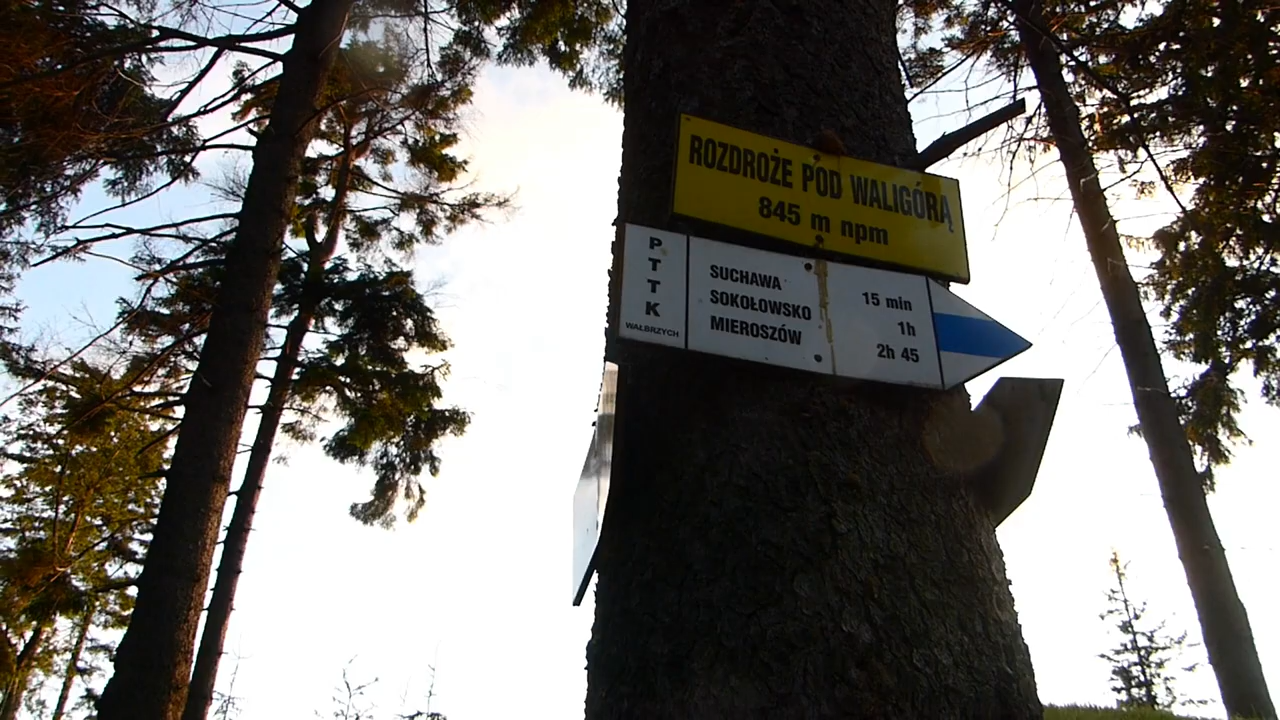 ROZDROŻE POD WALIGÓRĄ
845 m npm
PTTK
WAŁBRZYCH
SUCHAWA 15 min
SOKOŁOWSKO 1h
MIEROSZÓW 2h 45